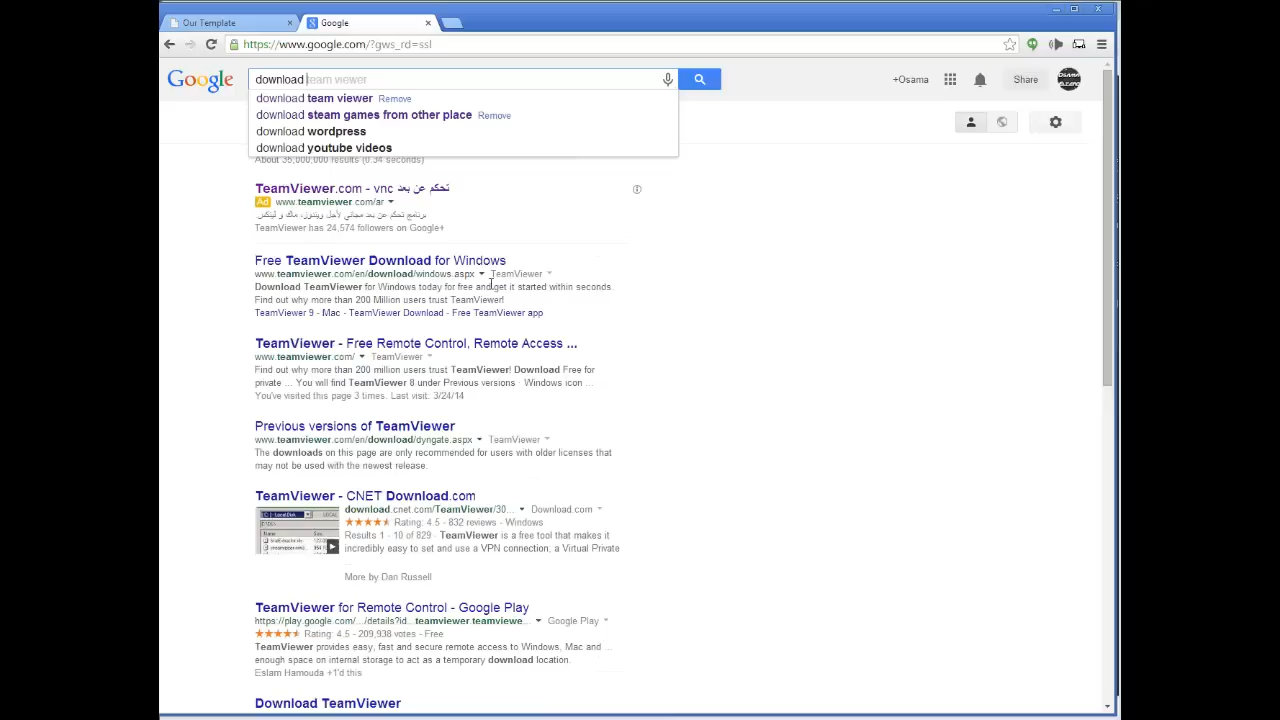 Our Template
Google
https://www.google.com/?gws_rd=ssl
Google
download team viewer
+Osama
Share
download team viewer Remove
download steam games from other place Remove
download wordpress
download youtube videos
About 35,000,000 results (0.34 seconds)
TeamViewer.com - vnc تحكم عن بعد
Ad www.teamviewer.com/ar
برنامج تحكم عن بعد مجاني لأجل ويندوز، ماك و لينكس.
TeamViewer has 24,574 followers on Google+
Free TeamViewer Download for Windows
www.teamviewer.com/en/download/windows.aspx TeamViewer
Download TeamViewer for Windows today for free and get it started within seconds.
Find out why more than 200 Million users trust TeamViewer!
TeamViewer 9 - Mac - TeamViewer Download - Free TeamViewer app
TeamViewer - Free Remote Control, Remote Access ...
www.teamviewer.com/ TeamViewer
Find out why more than 200 million users trust TeamViewer! Download Free for
private ... You will find TeamViewer 8 under Previous versions · Windows icon ...
You've visited this page 3 times. Last visit: 3/24/14
Previous versions of TeamViewer
www.teamviewer.com/en/download/dyngate.aspx TeamViewer
The downloads on this page are only recommended for users with older licenses that
may not be used with the newest release.
TeamViewer - CNET Download.com
download.cnet.com/TeamViewer/30... Download.com
Rating: 4.5 - 832 reviews - Windows
Results 1 - 10 of 829 - TeamViewer is a free tool that makes it
incredibly easy to set and use a VPN connection, a Virtual Private
...
More by Dan Russell
TeamViewer for Remote Control - Google Play
https://play.google.com/.../details?id...teamviewer.teamviewe... Google Play
Rating: 4.5 - 209,938 votes - Free
TeamViewer provides easy, fast and secure remote access to Windows, Mac and ...
enough space on internal storage to act as a temporary download location.
Eslam Hamouda +1'd this
Download TeamViewer